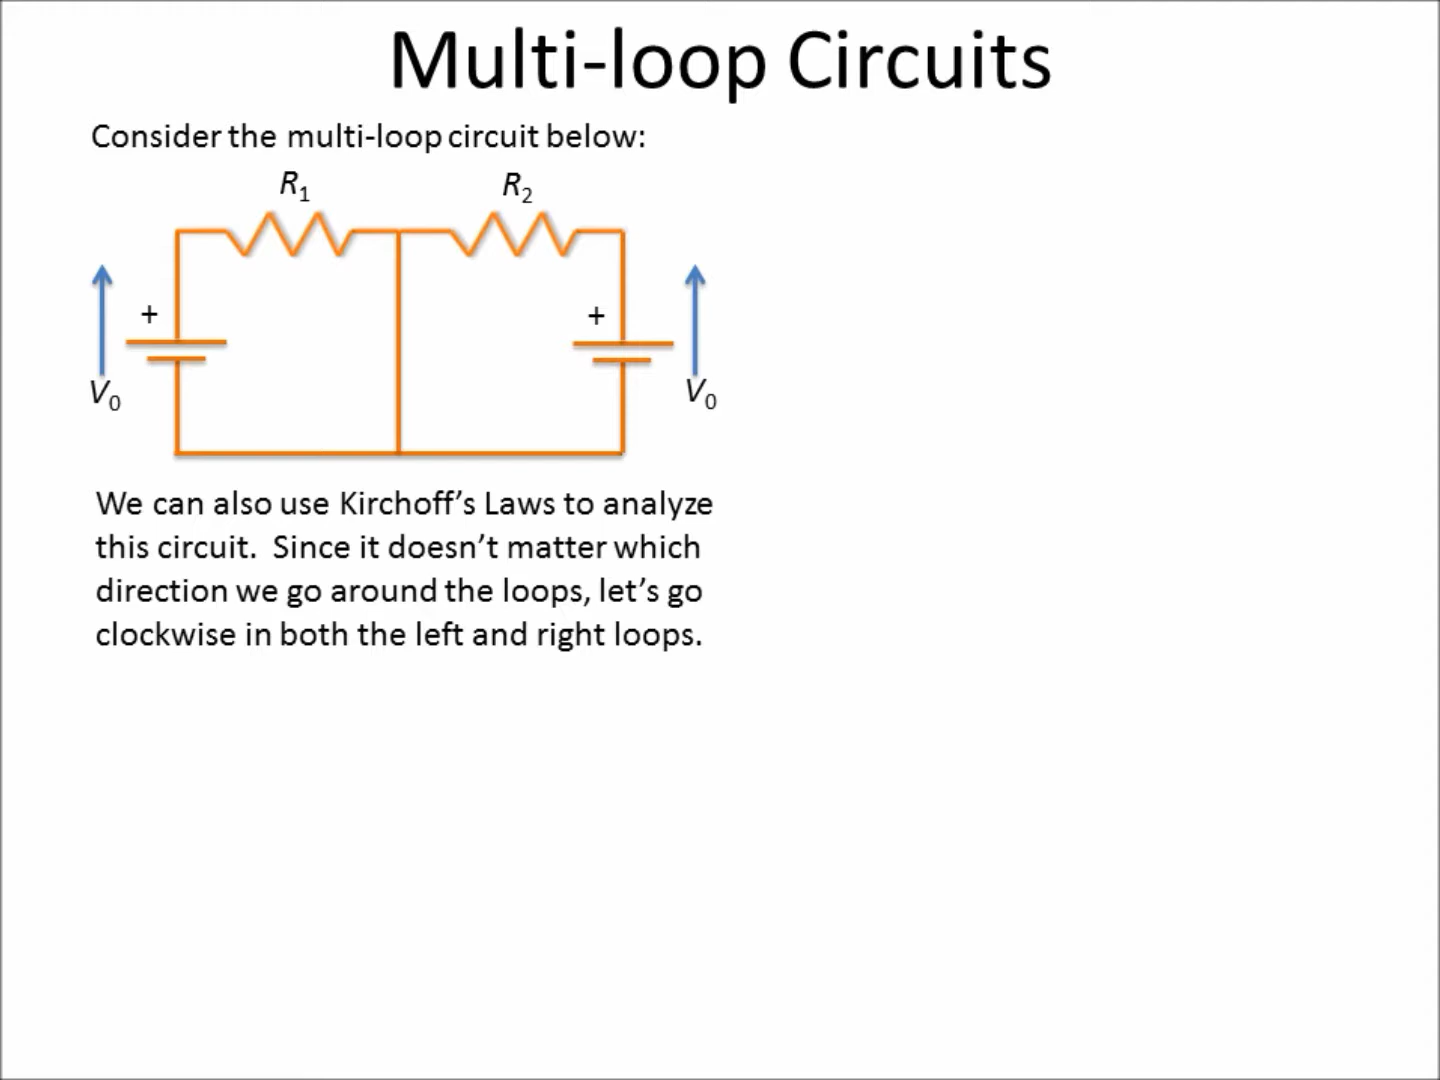 Multi-loop Circuits
Consider the multi-loop circuit below:
R1 R2
+ +
V0 V0
We can also use Kirchoff’s Laws to analyze
this circuit.  Since it doesn’t matter which
direction we go around the loops, let’s go
clockwise in both the left and right loops.